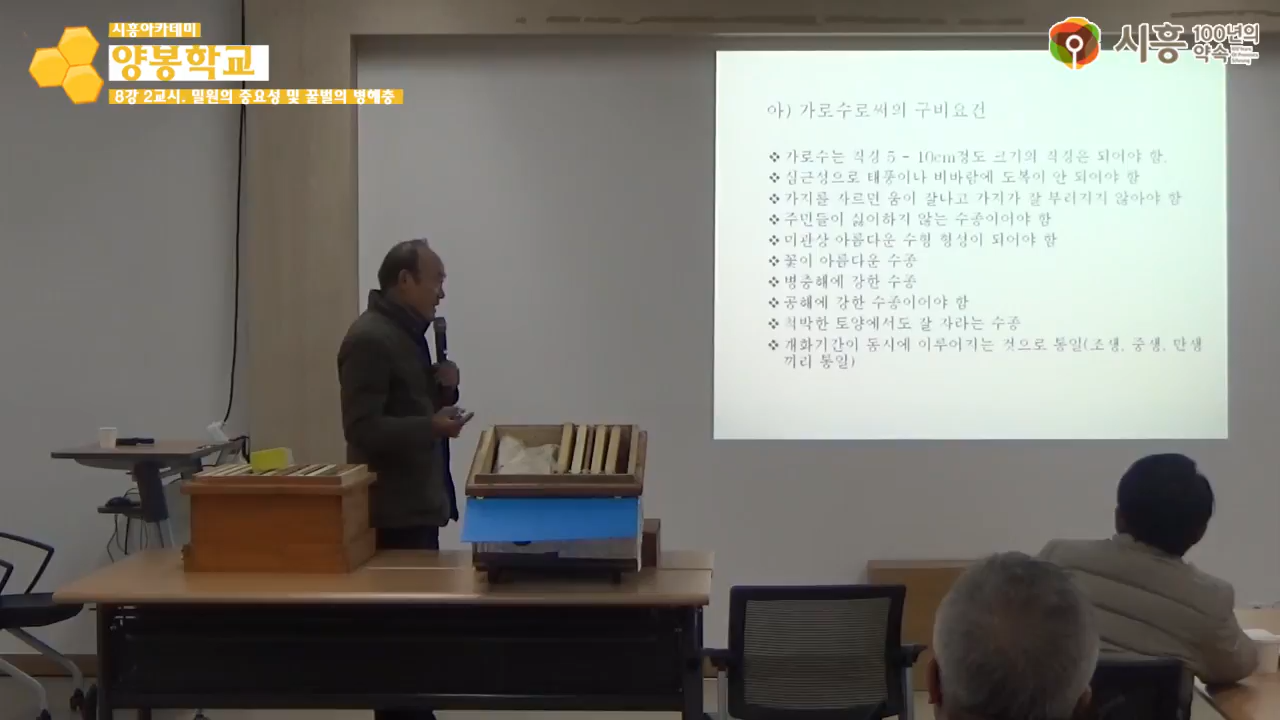 시흥아카데미
양봉학교
8강 2교시. 밀원의 중요성 및 꿀벌의 병해충
시흥 100년의 약속
아) 가로수로써의 구비요건
❖ 가로수는 직경 5 - 10cm정도 크기의 직경은 되어야 함.
❖ 심근성으로 태풍이나 비바람에 도복이 안 되어야 함
❖ 가지를 자르면 움이 잘나고 가지가 잘 부러지지 않아야 함
❖ 주민들이 싫어하지 않는 수종이어야 함
❖ 미관상 아름다운 수형 형성이 되어야 함
❖ 꽃이 아름다운 수종
❖ 병충해에 강한 수종
❖ 공해에 강한 수종이어야 함
❖ 척박한 토양에서도 잘 자라는 수종
❖ 개화기간이 동시에 이루어지는 것으로 통일(조생, 중생, 만생
끼리 통일)